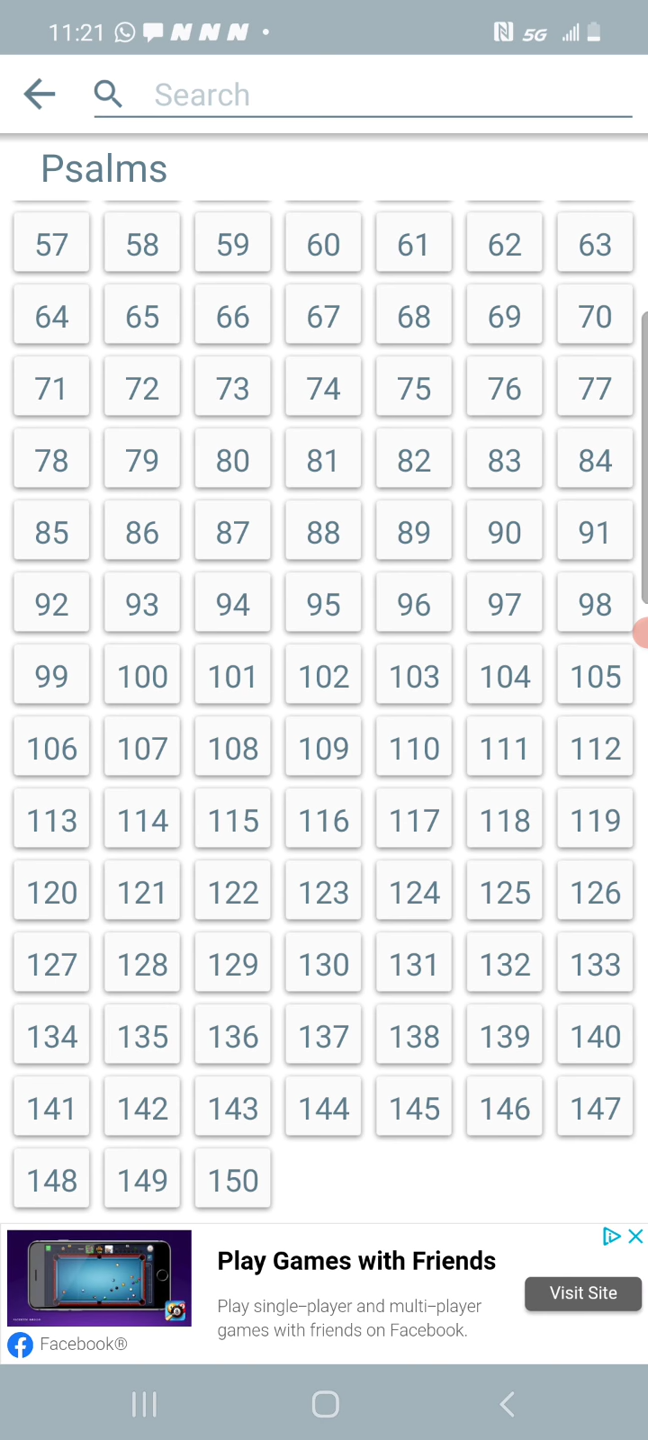 11:21
5G
Search
Psalms
57 58 59 60 61 62 63
64 65 66 67 68 69 70
71 72 73 74 75 76 77
78 79 80 81 82 83 84
85 86 87 88 89 90 91
92 93 94 95 96 97 98
99 100 101 102 103 104 105
106 107 108 109 110 111 112
113 114 115 116 117 118 119
120 121 122 123 124 125 126
127 128 129 130 131 132 133
134 135 136 137 138 139 140
141 142 143 144 145 146 147
148 149 150
Play Games with Friends
Play single-player and multi-player
games with friends on Facebook.
Visit Site
Facebook®